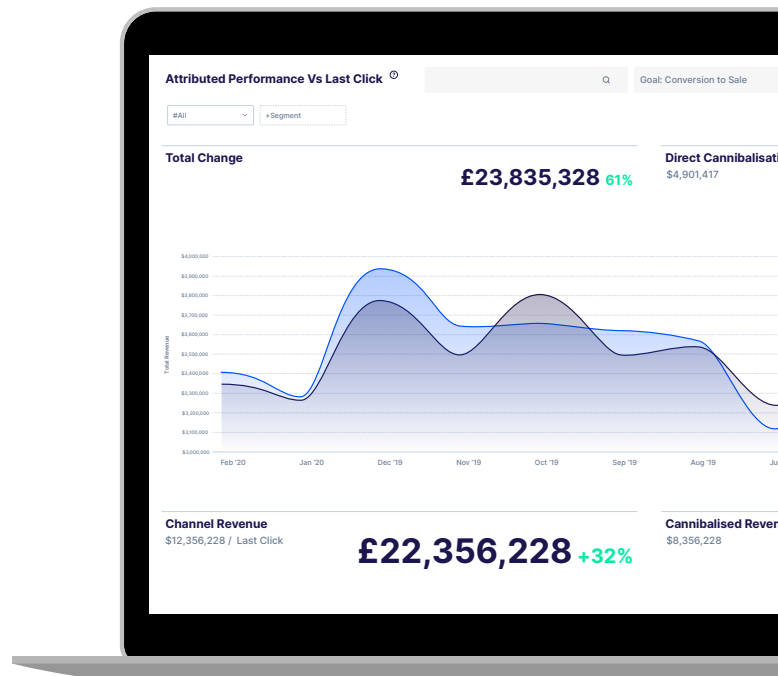 Attributed Performance Vs Last Click ?
Goal: Conversion to Sale
#All
+Segment
Total Change
£23,835,328 61%
Direct Cannibalisati
$4,901,417
$4,000,000
$3,900,000
$3,800,000
$3,700,000
$3,600,000
$3,500,000
$3,400,000
$3,300,000
$3,200,000
$3,100,000
$3,000,000
Total Revenue
Feb '20 Jan '20 Dec '19 Nov '19 Oct '19 Sep '19 Aug '19 Ju
Channel Revenue
$12,356,228 / Last Click
£22,356,228 +32%
Cannibalised Reven
$8,356,228